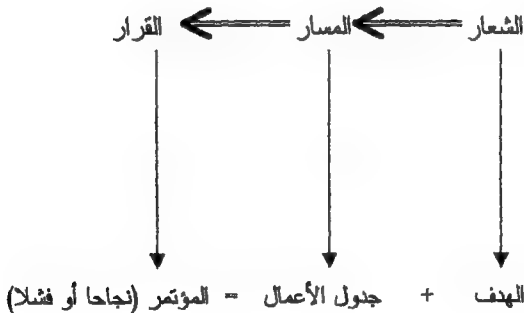 الشعار المسار القرار
الهدف + جدول الأعمال = المؤتمر (نجاحا أو فشلا)